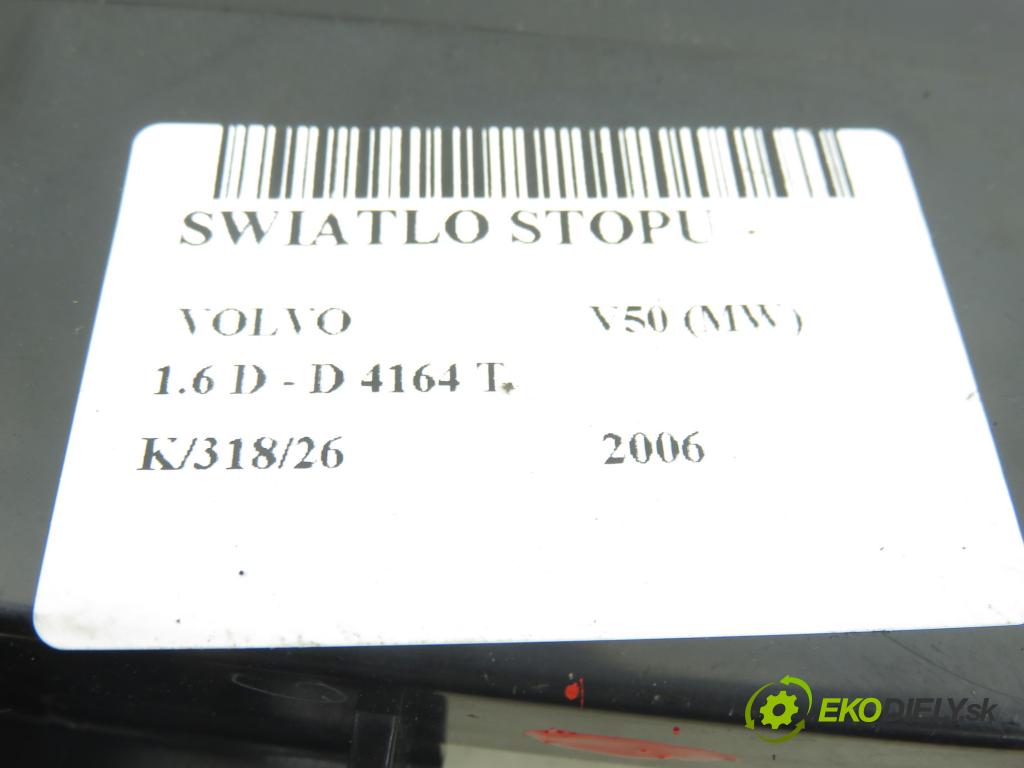 SWIATLO STOPU -
VOLVO V50 (MW)
1.6 D - D 4164 T.
K/318/26 2006
EKODIELY.sk